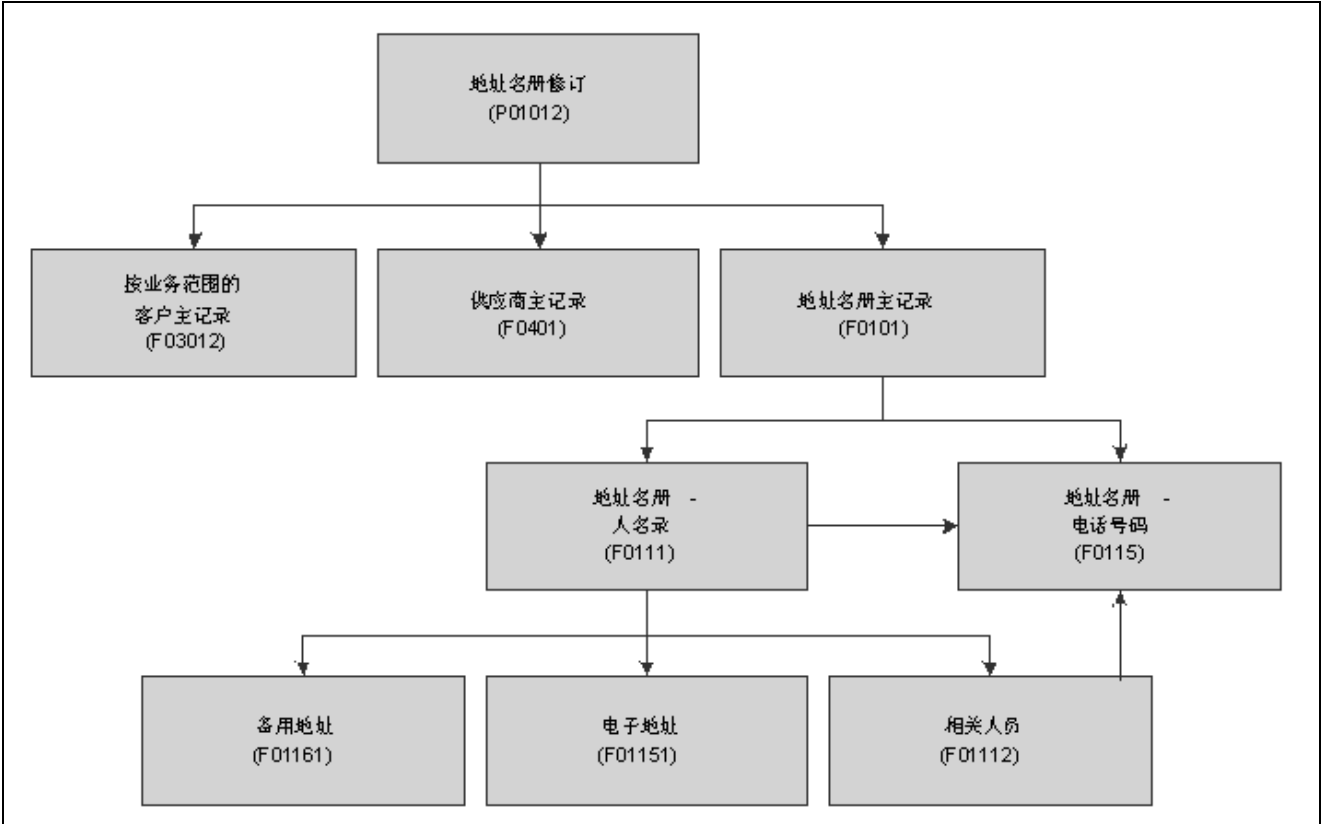 地址名册修订
(P01012)
按业务范围的
客户主记录
(F03012)
供应商主记录
(F0401)
地址名册主记录
(F0101)
地址名册 -
人名录
(F0111)
地址名册 -
电话号码
(F0115)
备用地址
(F01161)
电子地址
(F01151)
相关人员
(F01112)